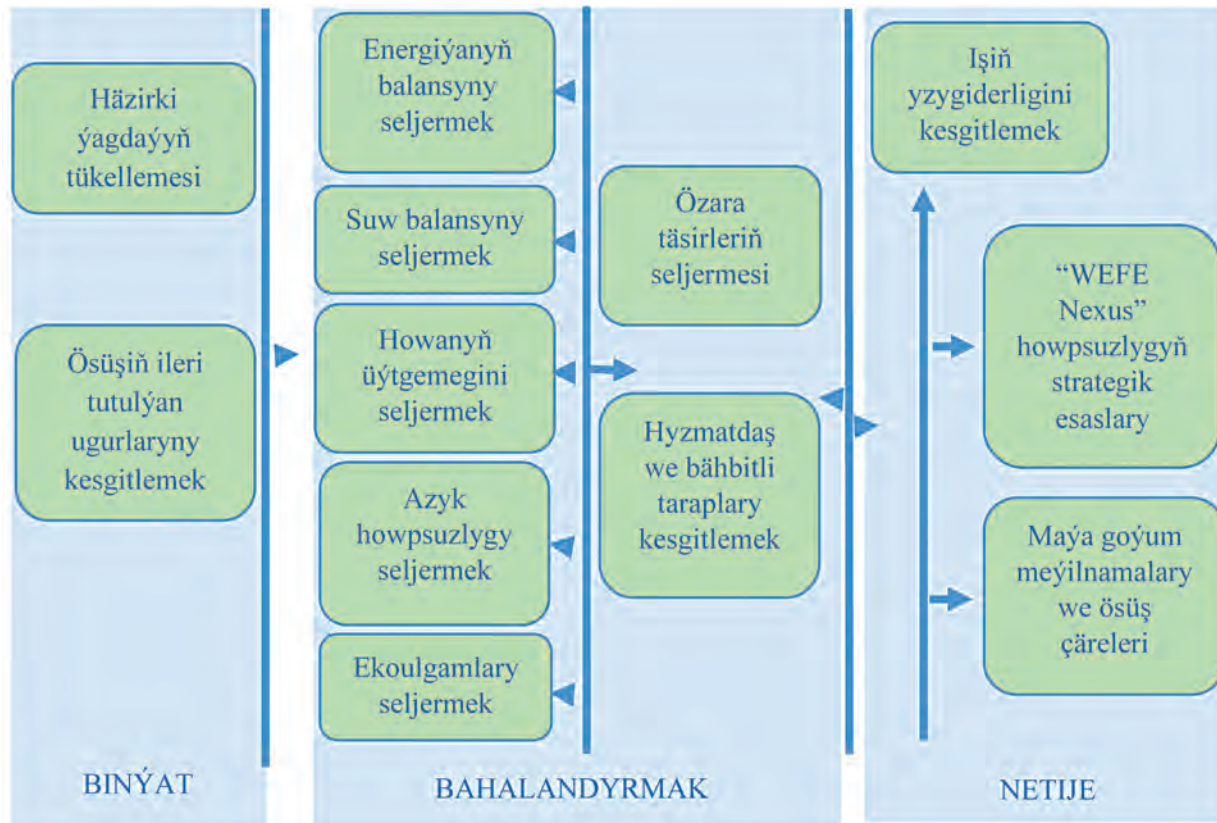 Häzirki
ýagdaýyň
tükellemesi
Ösüşiň ileri
tutulýan
ugurlaryny
kesgitlemek
BINÝAT
Energiýanyň
balansyny
seljermek
Suw balansyny
seljermek
Howanyň
üýtgemegini
seljermek
Azyk
howpsuzlygy
seljermek
Ekoulgamlary
seljermek
Özara
täsirleriň
seljermesi
Hyzmatdaş
we bähbitli
taraplary
kesgitlemek
BAHALANDYRMAK
Işiň
yzygiderligini
kesgitlemek
“WEFE
Nexus”
howpsuzlygyň
strategik
esaslary
Maýa goýum
meýilnamalary
we ösüş
çäreleri
NETIJE